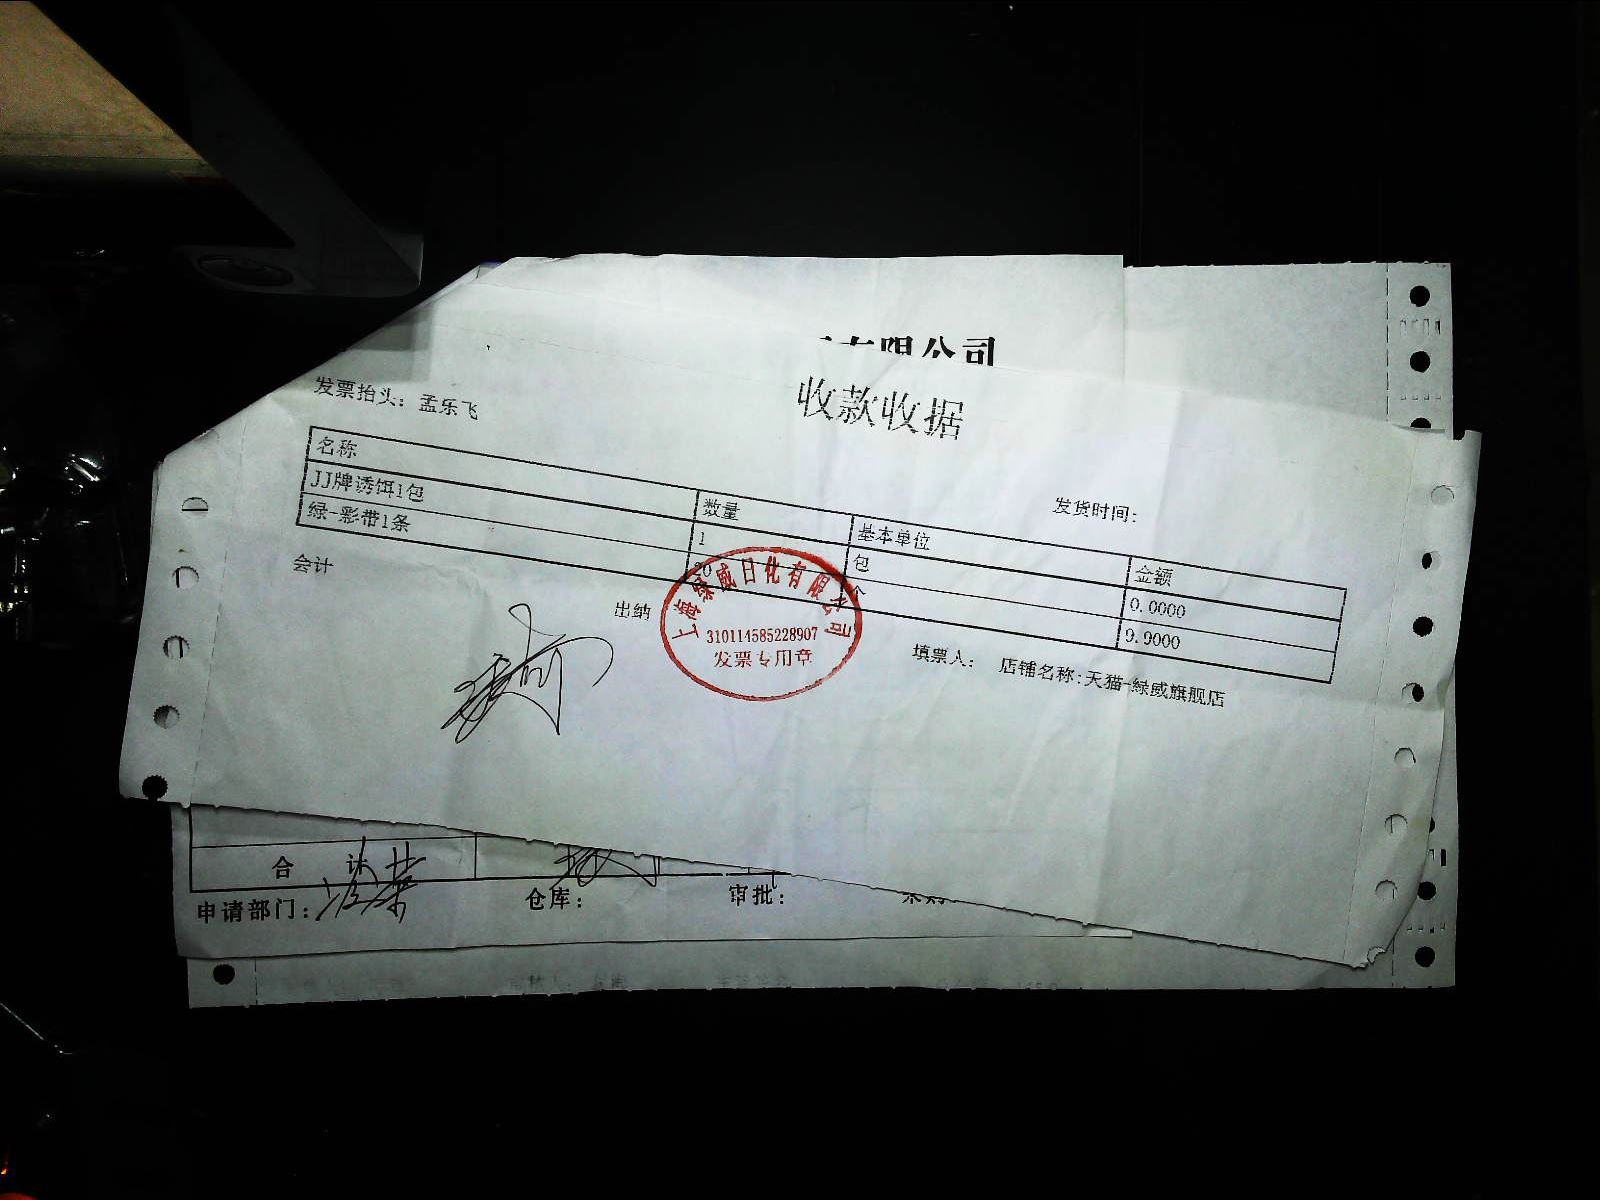 有限公司
收款收据
发票抬头: 孟乐飞
发货时间:
名称 数量 基本单位 金额
JJ牌诱饵1包 1 包 0.0000
绿-彩带1条 20 个 9.9000
会计 出纳 填票人: 店铺名称:天猫-绿威旗舰店
上海绿威日化有限公司
310114585228907
发票专用章
合 计
申请部门: 仓库: 审批: